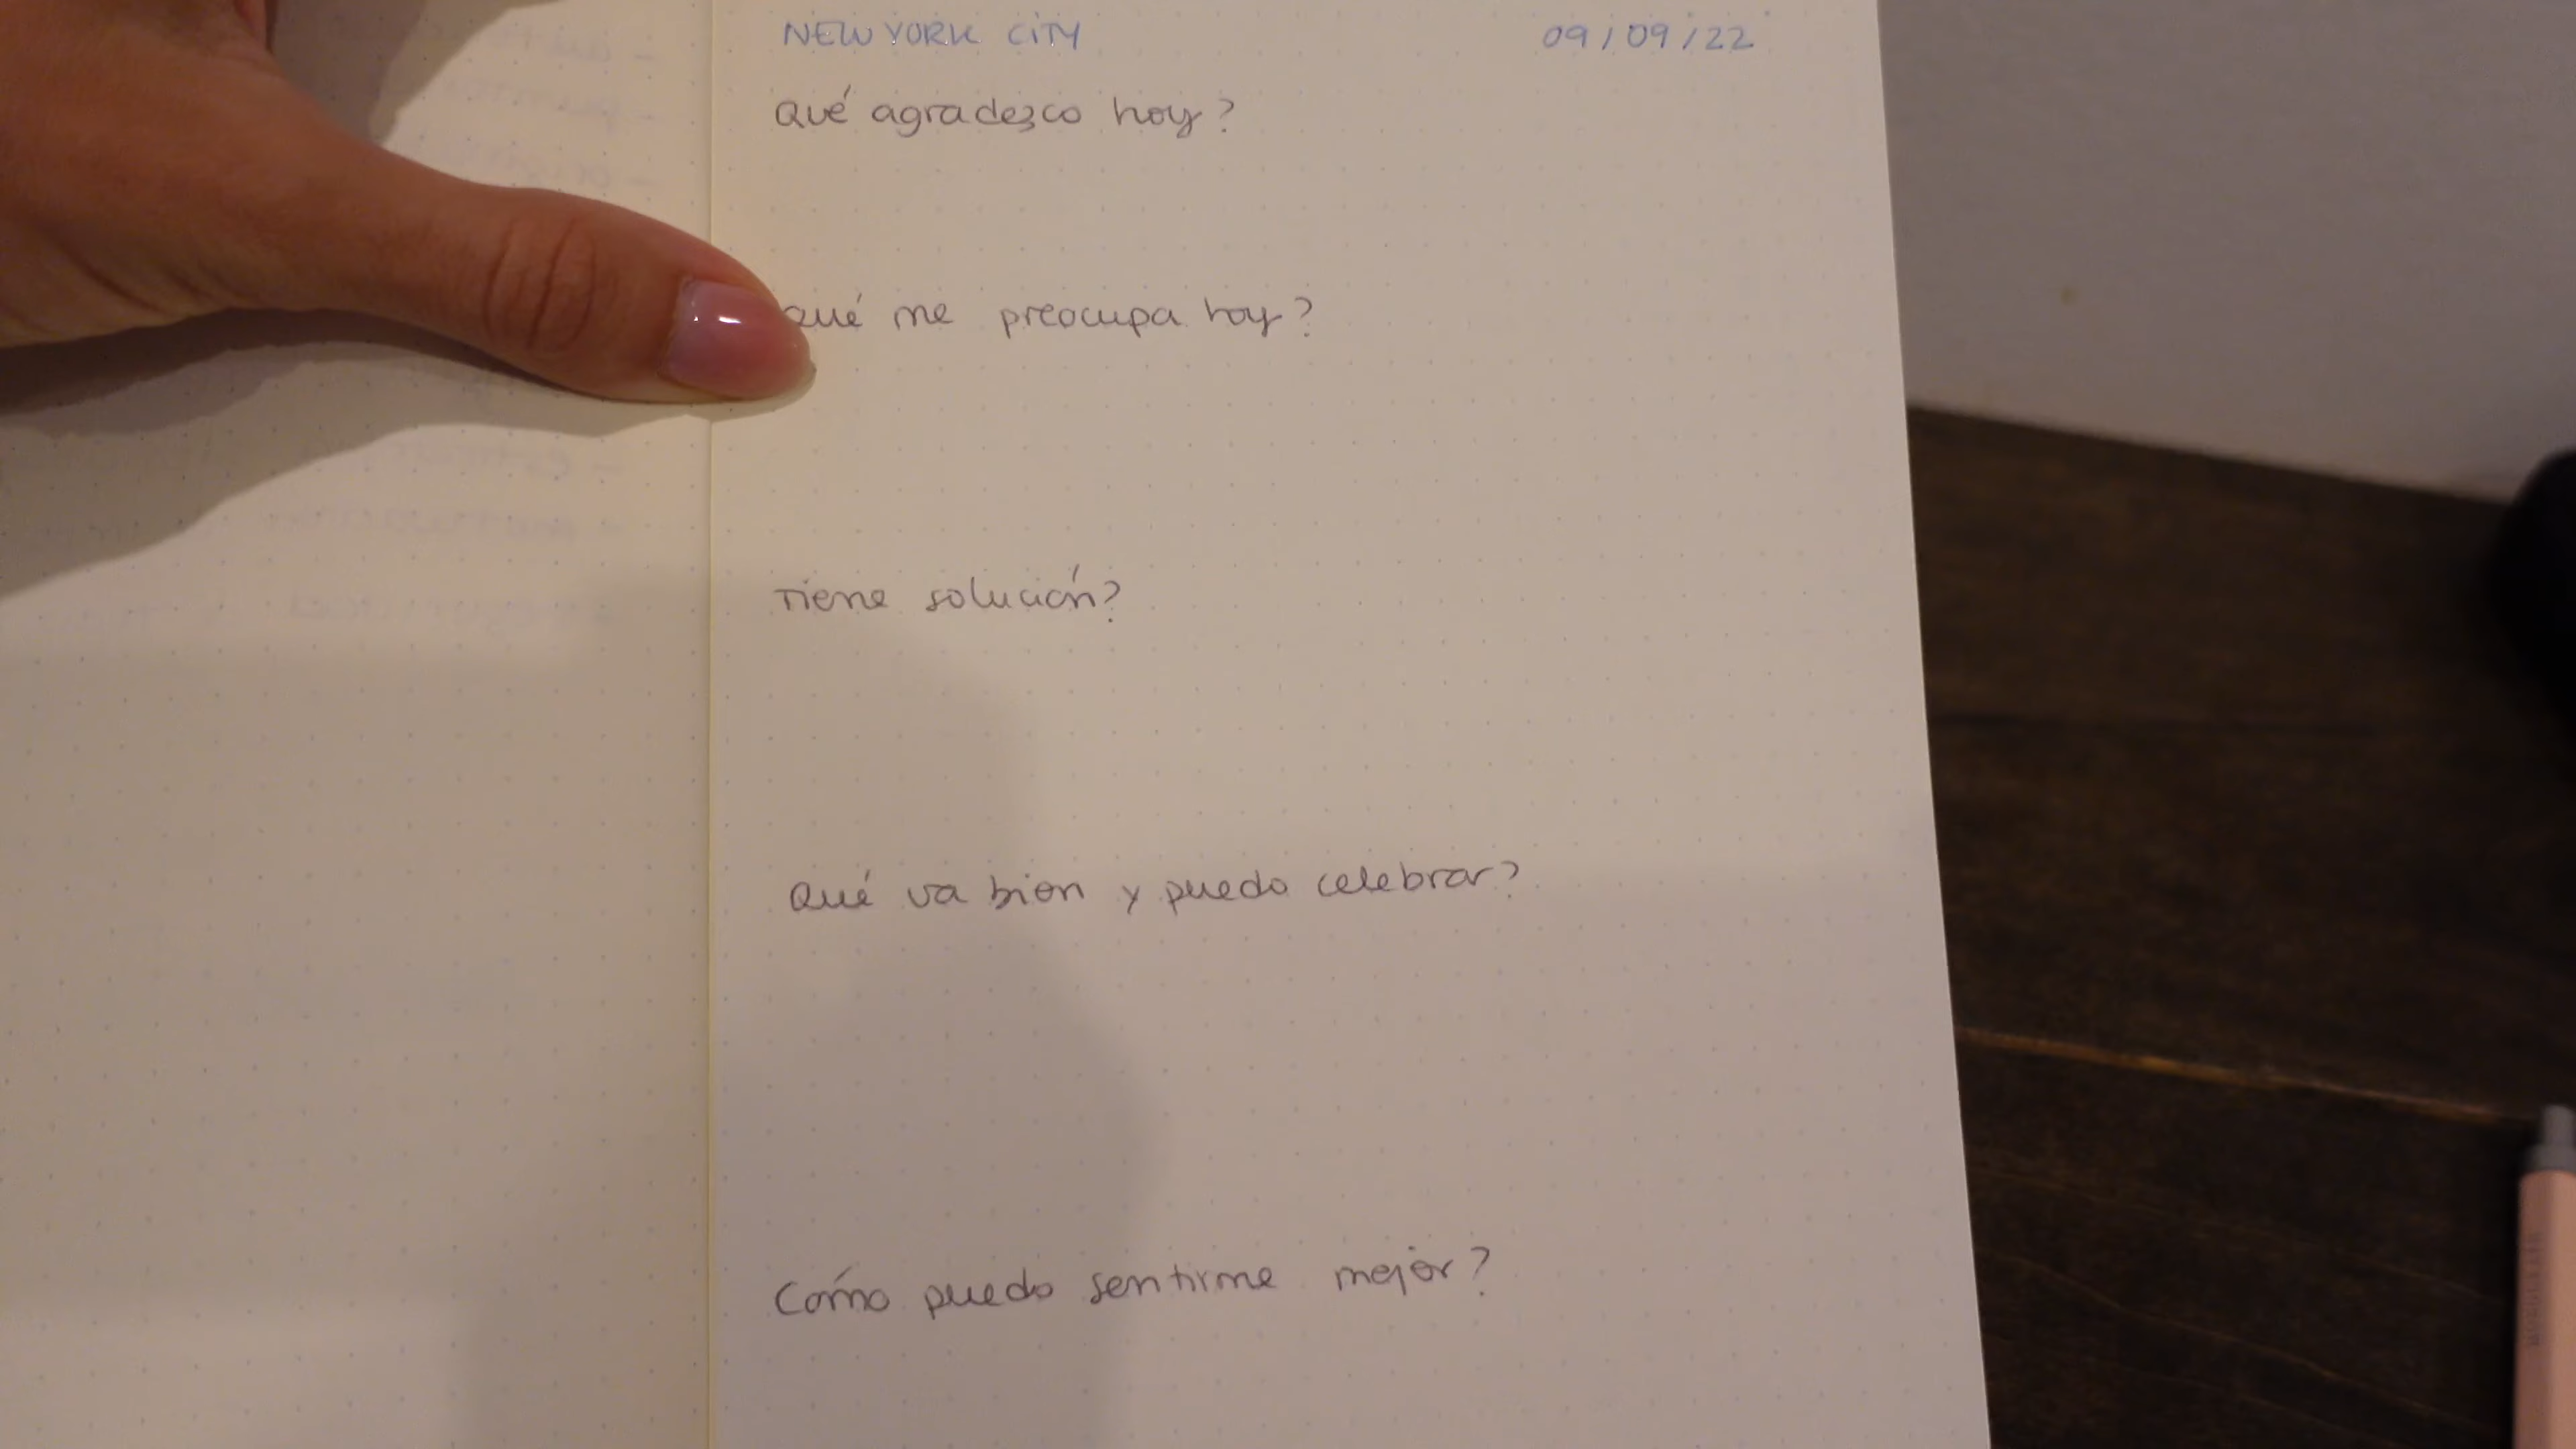 NEW YORK CITY 09/09/22
Qué agradezco hoy?
qué me preocupa hoy?
Tiene solución?
Qué va bien y puedo celebrar?
Cómo puedo sentirme mejor?